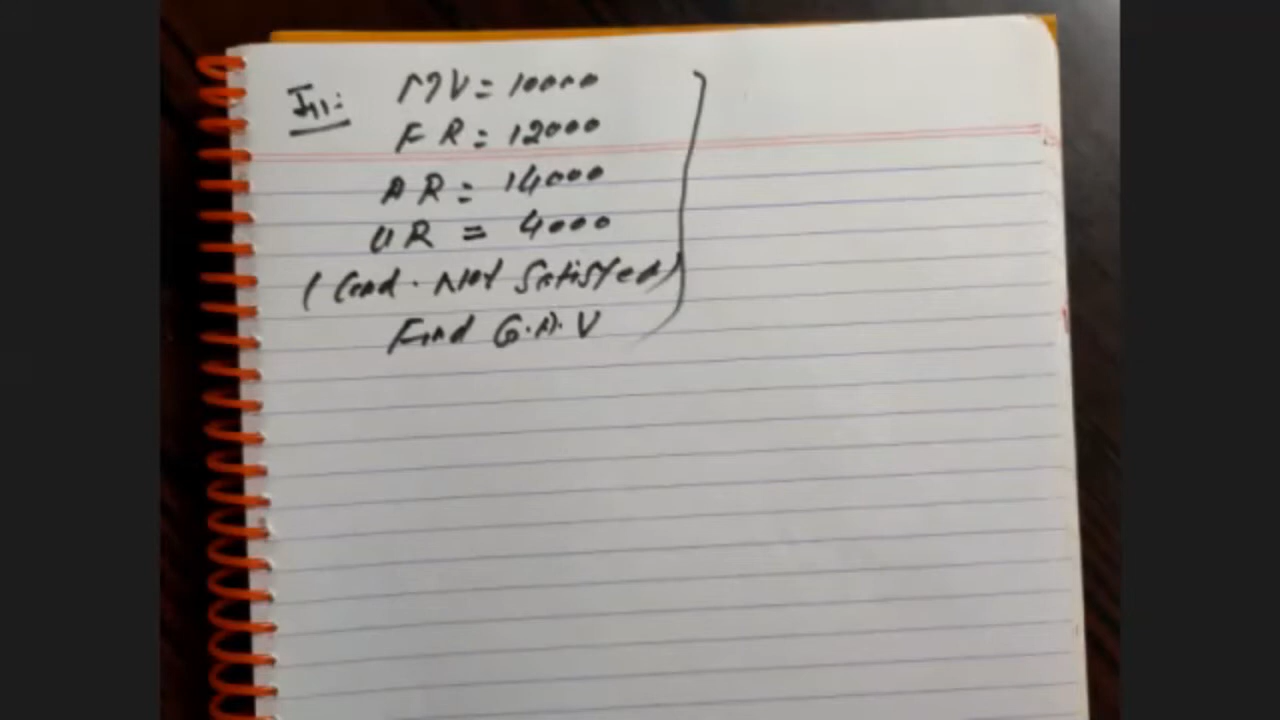 Ill:
MV = 10000
FR = 12000
AR = 14000
UR = 4000
(Cond. Not Satisfied)
Find G.A.V